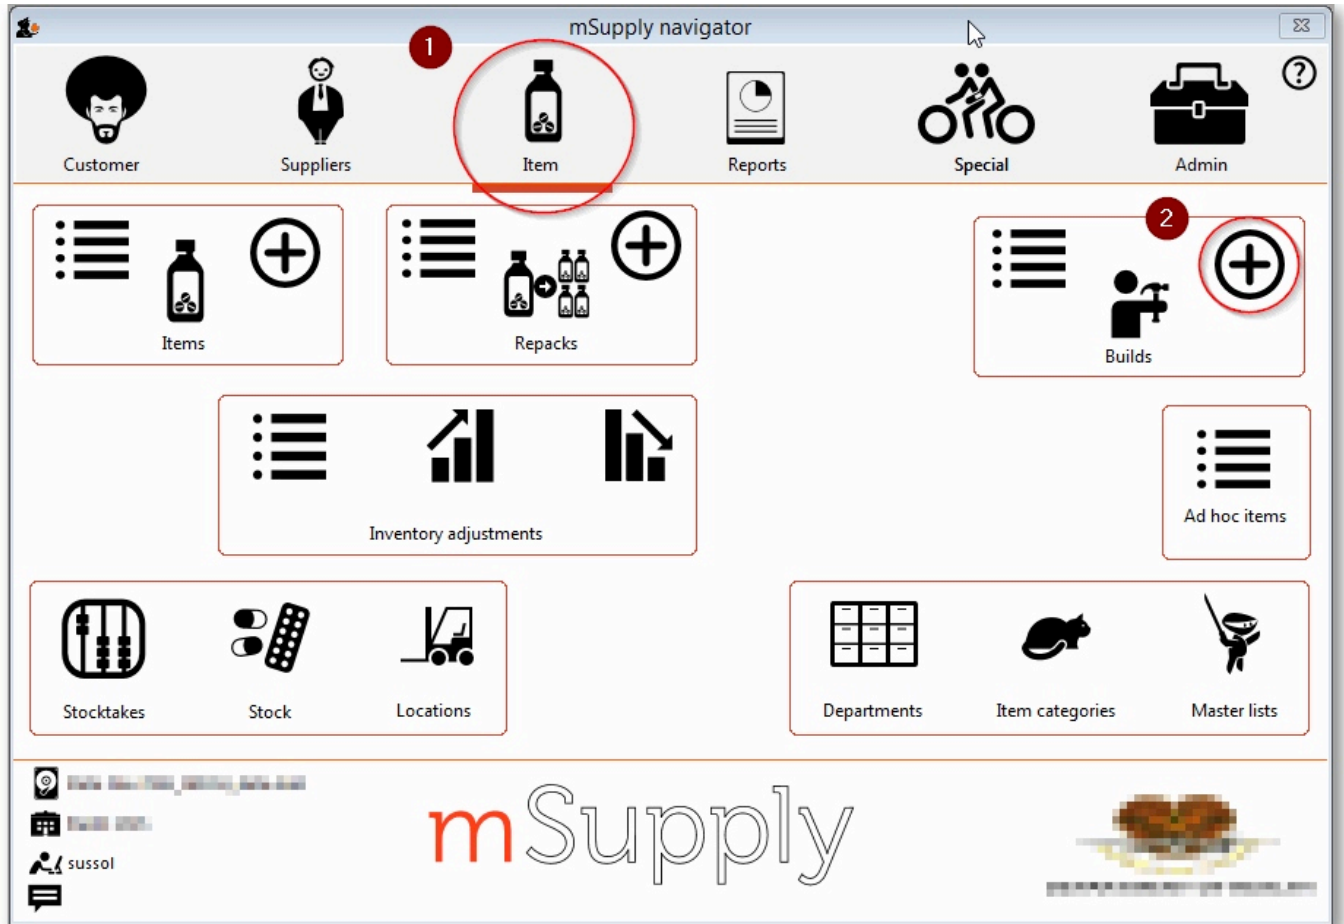 mSupply navigator
1
Customer
Suppliers
Item
Reports
Special
Admin
?
2
Items
Repacks
Builds
Inventory adjustments
Ad hoc items
Stocktakes
Stock
Locations
Departments
Item categories
Master lists
sussol
mSupply